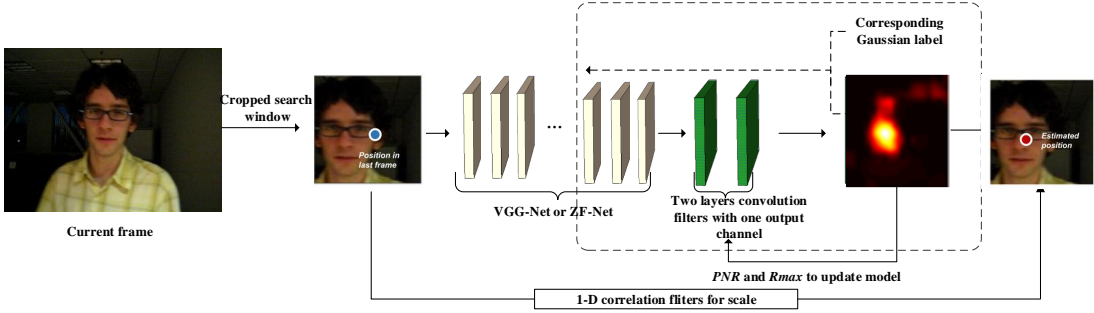 Current frame
Cropped search
window
Position in
last frame
...
VGG-Net or ZF-Net
Two layers convolution
filters with one output
channel
Corresponding
Gaussian label
Estimated
position
PNR and Rmax to update model
1-D correlation fliters for scale